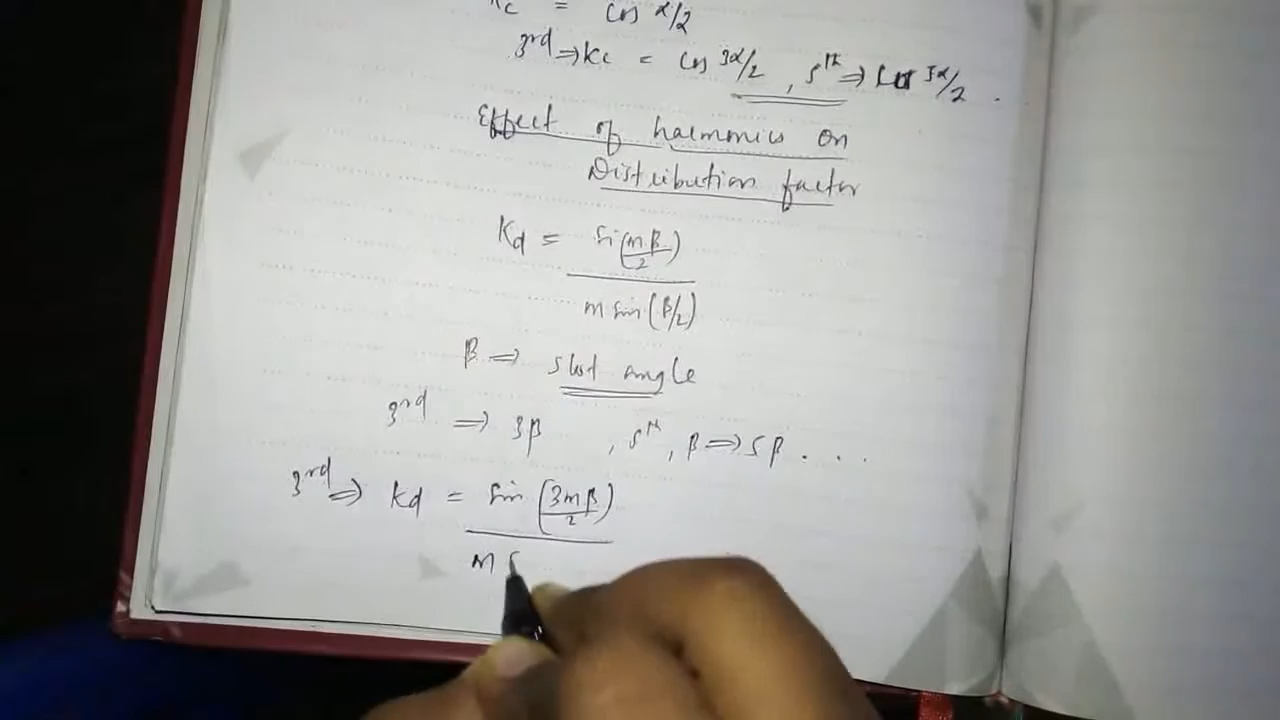 Kc = Cos α/2
3rd ⇒ Kc = Cos 3α/2 , 5th ⇒ Cos 5α/2 .
Effect of harmonics on
Distribution factor
Kd = Si(mβ/2)
m Sin (β/2)
β ⇒ slot angle
3rd ⇒ 3β , 5th , β ⇒ 5β . . .
3rd ⇒ Kd = Sin (3mβ/2)
m S